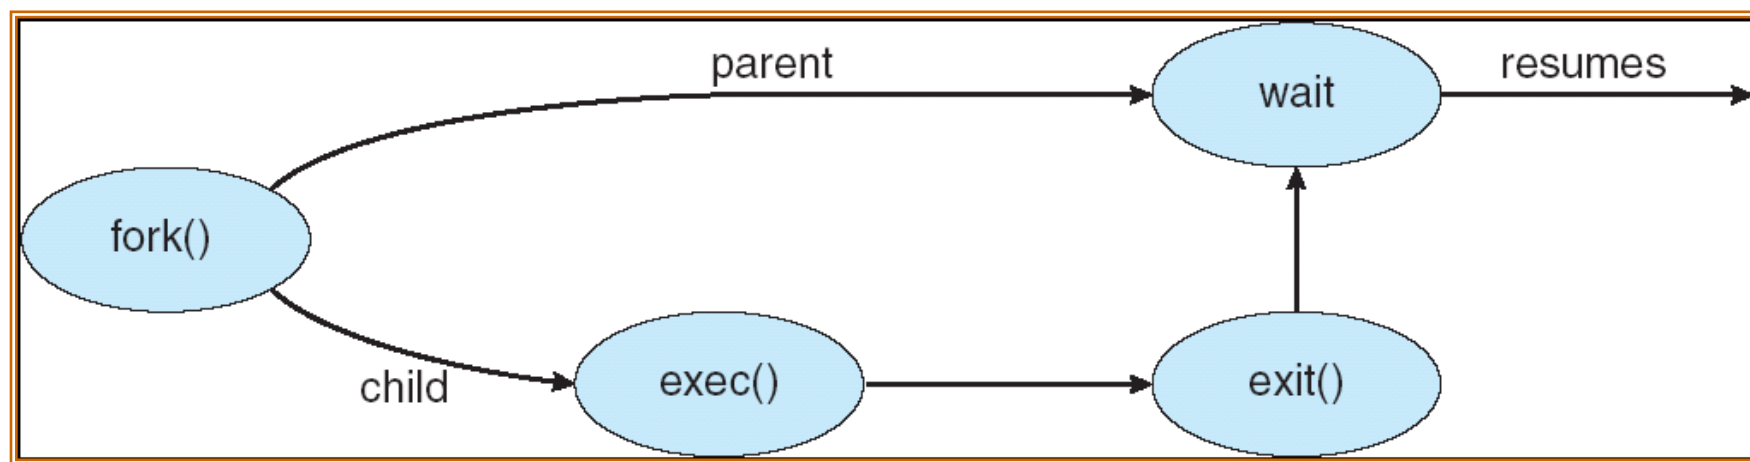 parent
wait
resumes
fork()
child
exec()
exit()